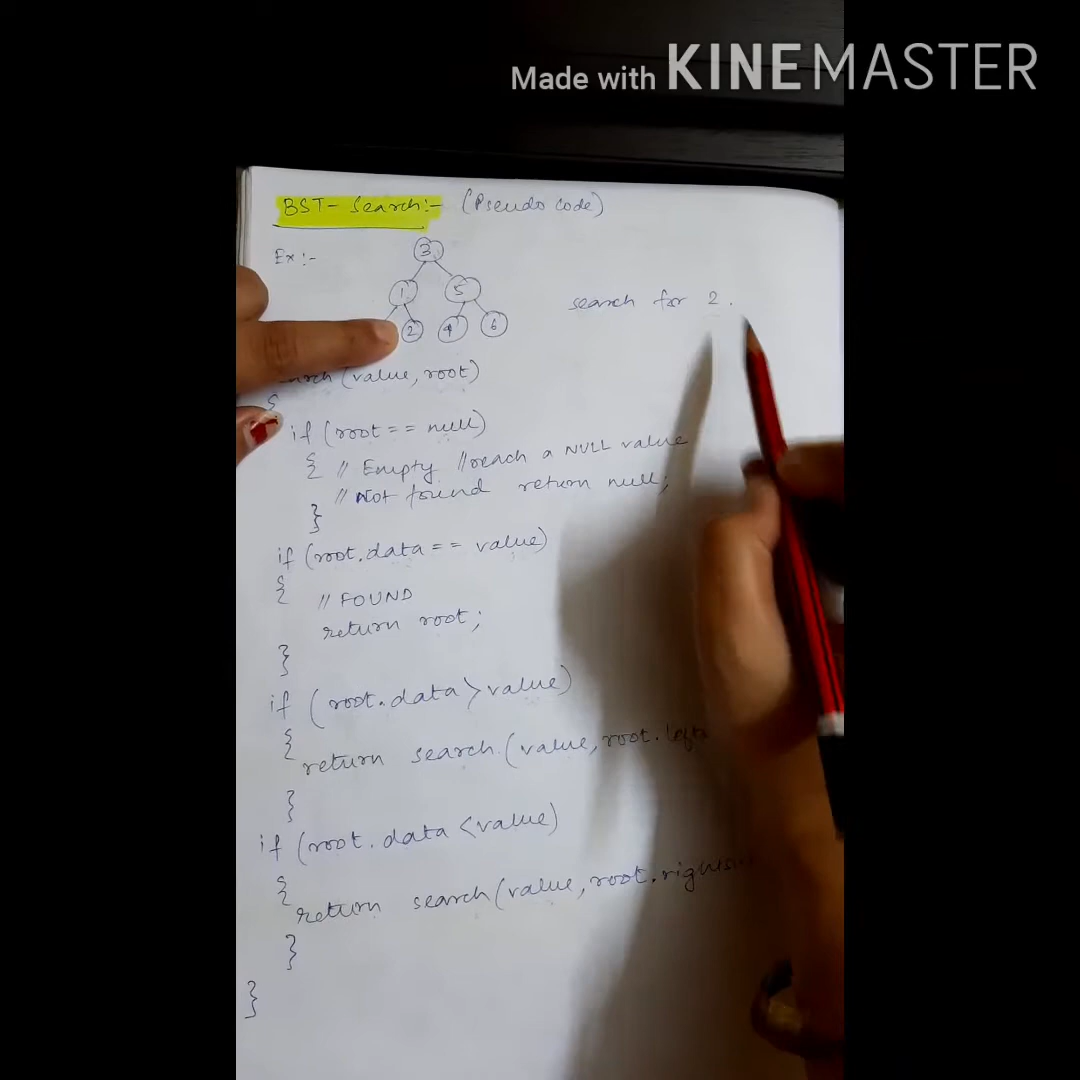 Made with KINEMASTER
BST- Search:- (Pseudo code)
Ex:-
3
1 5
2 4 6
search for 2.
(value, root)
{
if (root == null)
{ // Empty //reach a NULL value
// Not found return null;
}
if (root.data == value)
{
// FOUND
return root;
}
if (root.data > value)
{
return search (value, root.left
}
if (root.data < value)
{
return search (value, root.right
}
}